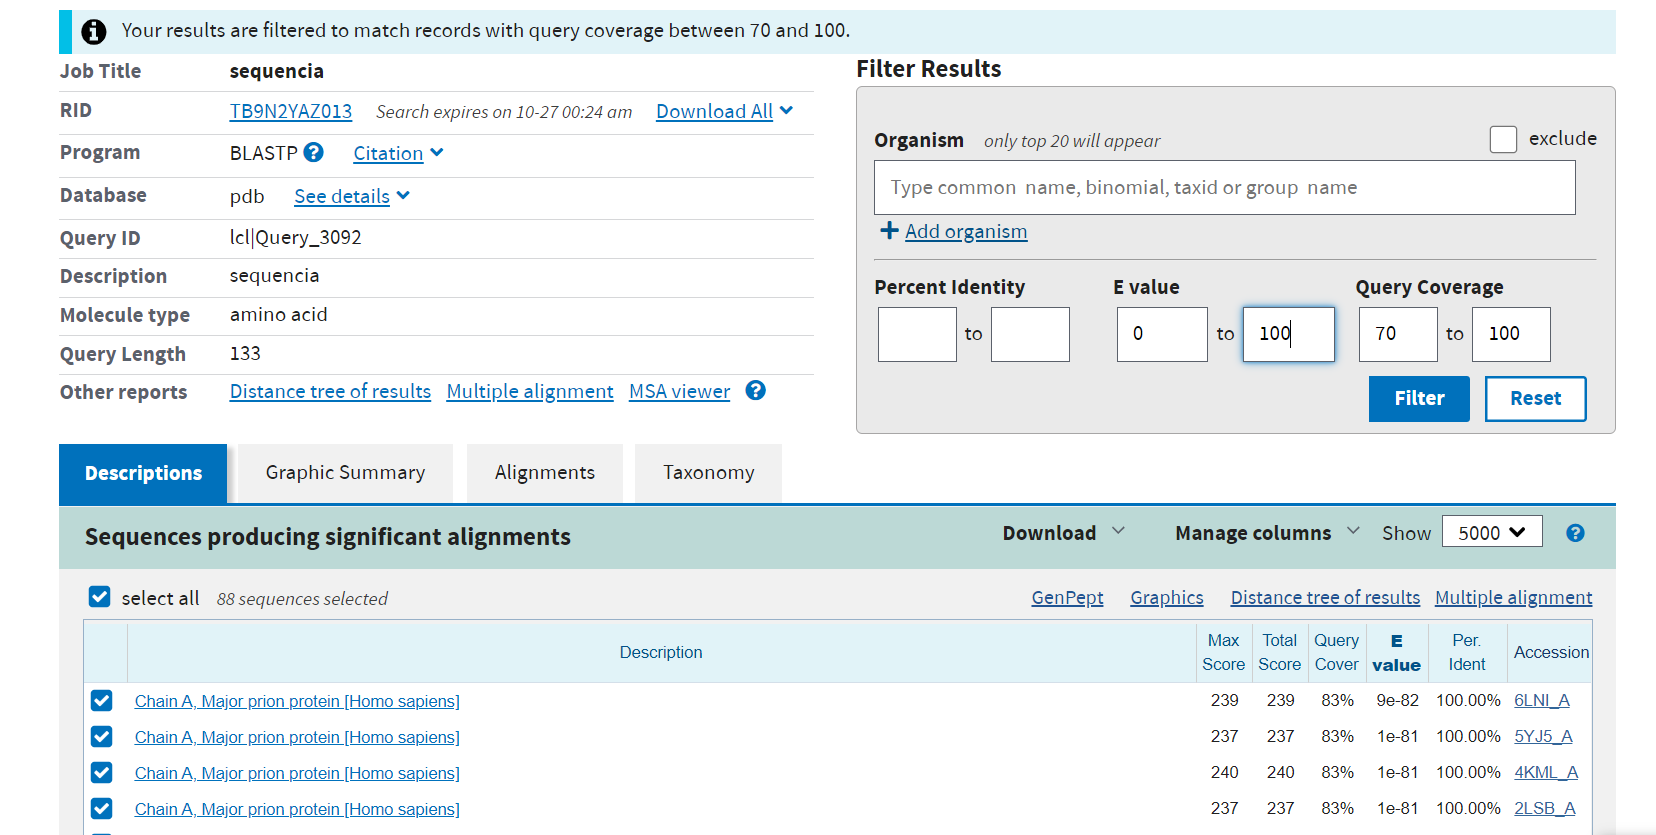 Your results are filtered to match records with query coverage between 70 and 100.
Job Title sequencia
RID TB9N2YAZ013 Search expires on 10-27 00:24 am Download All
Program BLASTP ? Citation
Database pdb See details
Query ID lcl|Query_3092
Description sequencia
Molecule type amino acid
Query Length 133
Other reports Distance tree of results Multiple alignment MSA viewer ?
Filter Results
Organism only top 20 will appear exclude
Type common name, binomial, taxid or group name
Add organism
Percent Identity E value Query Coverage
to 0 to 100 70 to 100
Filter Reset
Descriptions Graphic Summary Alignments Taxonomy
Sequences producing significant alignments Download Manage columns Show 5000 ?
select all 88 sequences selected GenPept Graphics Distance tree of results Multiple alignment
Description Max Score Total Score Query Cover E value Per. Ident Accession
Chain A, Major prion protein [Homo sapiens] 239 239 83% 9e-82 100.00% 6LNI_A
Chain A, Major prion protein [Homo sapiens] 237 237 83% 1e-81 100.00% 5YJ5_A
Chain A, Major prion protein [Homo sapiens] 240 240 83% 1e-81 100.00% 4KML_A
Chain A, Major prion protein [Homo sapiens] 237 237 83% 1e-81 100.00% 2LSB_A